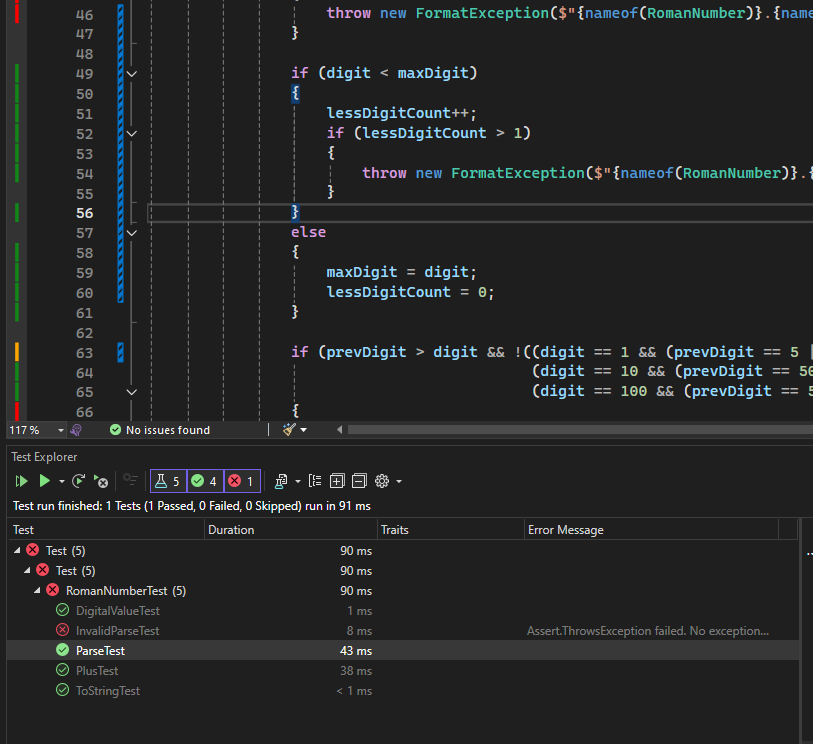 46 throw new FormatException($"{nameof(RomanNumber)}.{name
47 }
48
49 if (digit < maxDigit)
50 {
51 lessDigitCount++;
52 if (lessDigitCount > 1)
53 {
54 throw new FormatException($"{nameof(RomanNumber)}.{
55 }
56 }
57 else
58 {
59 maxDigit = digit;
60 lessDigitCount = 0;
61 }
62
63 if (prevDigit > digit && !((digit == 1 && (prevDigit == 5 |
64 (digit == 10 && (prevDigit == 50
65 (digit == 100 && (prevDigit == 5
66 {
117 % No issues found
Test Explorer
5 4 1
Test run finished: 1 Tests (1 Passed, 0 Failed, 0 Skipped) run in 91 ms
Test Duration Traits Error Message
Test (5) 90 ms
Test (5) 90 ms
RomanNumberTest (5) 90 ms
DigitalValueTest 1 ms
InvalidParseTest 8 ms Assert.ThrowsException failed. No exception...
ParseTest 43 ms
PlusTest 38 ms
ToStringTest < 1 ms